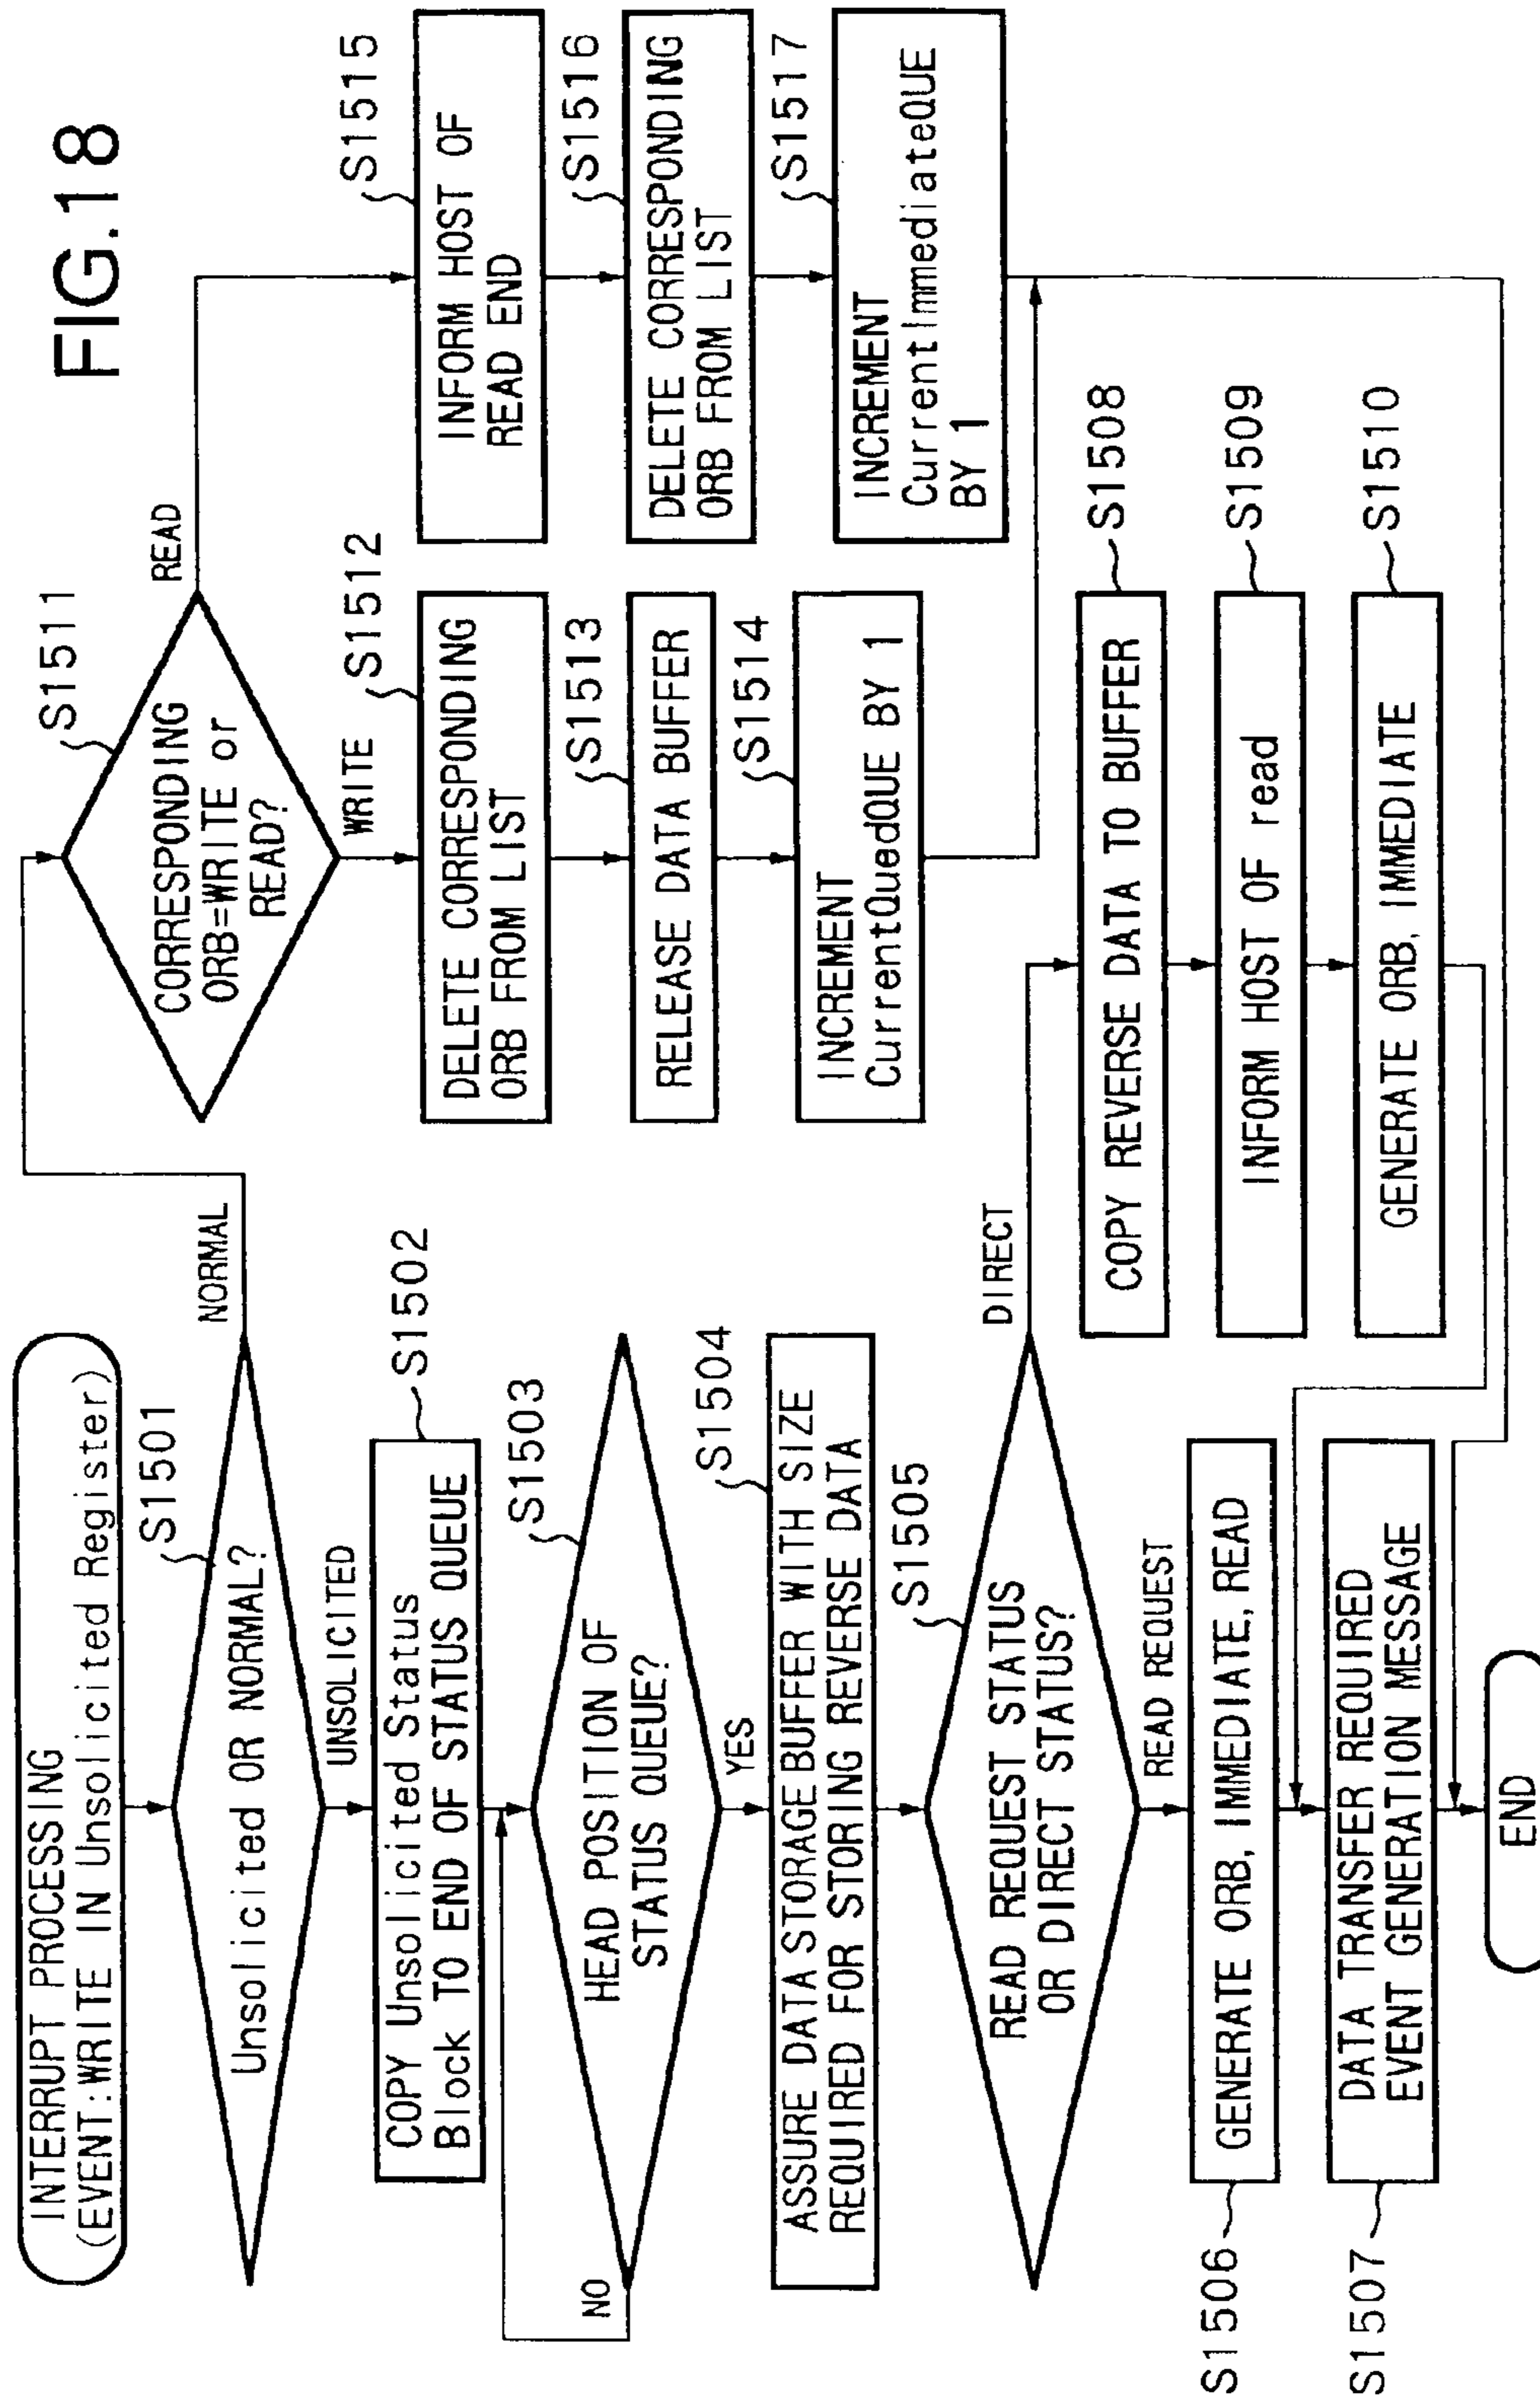 FIG.18
INTERRUPT PROCESSING
(EVENT:WRITE IN Unsolicited Register)
S1501
Unsolicited OR NORMAL?
NORMAL
UNSOLICITED
S1502
COPY Unsolicited Status
Block TO END OF STATUS QUEUE
S1503
HEAD POSITION OF
STATUS QUEUE?
NO
YES
S1504
ASSURE DATA STORAGE BUFFER WITH SIZE
REQUIRED FOR STORING REVERSE DATA
S1505
READ REQUEST STATUS
OR DIRECT STATUS?
DIRECT
READ REQUEST
S1506
GENERATE ORB, IMMEDIATE, READ
S1507
DATA TRANSFER REQUIRED
EVENT GENERATION MESSAGE
END
COPY REVERSE DATA TO BUFFER
S1508
INFORM HOST OF read
S1509
GENERATE ORB, IMMEDIATE
S1510
S1511
CORRESPONDING
ORB=WRITE or
READ?
READ
WRITE
S1512
DELETE CORRESPONDING
ORB FROM LIST
S1513
RELEASE DATA BUFFER
S1514
INCREMENT
CurrentQuedQUE BY 1
S1515
INFORM HOST OF
READ END
S1516
DELETE CORRESPONDING
ORB FROM LIST
S1517
INCREMENT
CurrentImmediateQUE
BY 1